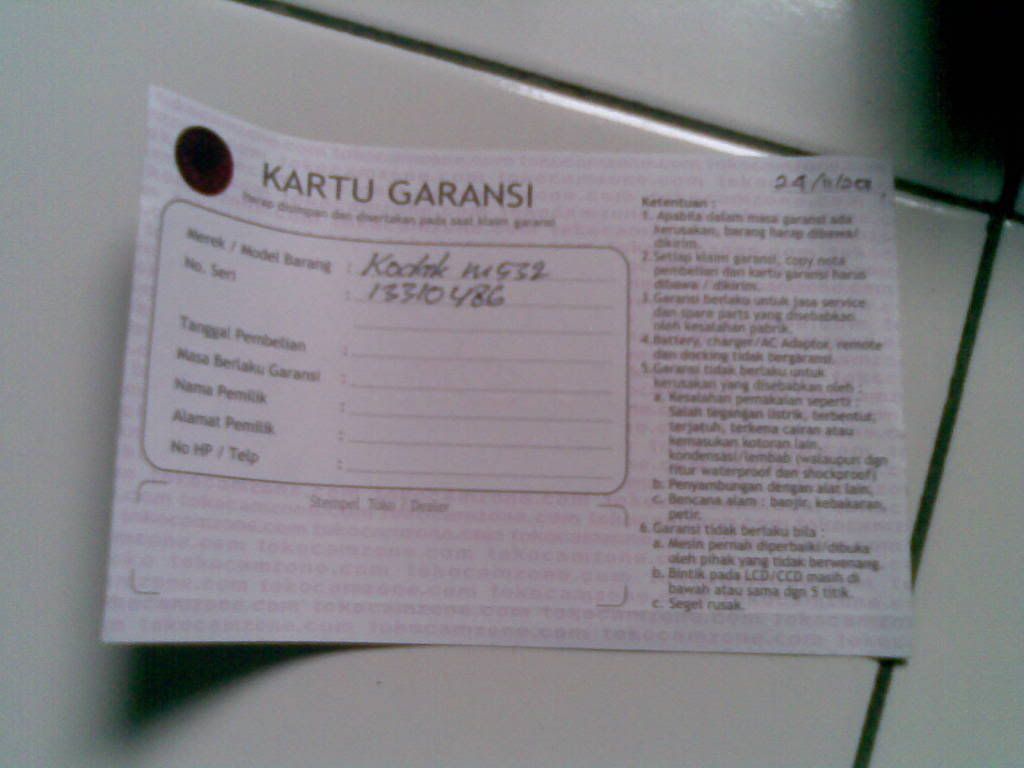 KARTU GARANSI
Harap disimpan dan disertakan pada saat klaim garansi
Merek / Model Barang : Kodak M532
No. Seri : 13310486
Tanggal Pembelian :
Masa Berlaku Garansi :
Nama Pemilik :
Alamat Pemilik :
No HP / Telp :
Stempel Toko / Dealer
Ketentuan :
1. Apabila dalam masa garansi ada
kerusakan, barang harap dibawa/
dikirim.
2. Setiap klaim garansi, copy nota
pembelian dan kartu garansi harus
dibawa / dikirim.
3. Garansi berlaku untuk jasa service
dan spare parts yang disebabkan
oleh kesalahan pabrik.
4. Battery, charger/AC Adaptor, remote
dan docking tidak bergaransi.
5. Garansi tidak berlaku untuk
kerusakan yang disebabkan oleh :
a. Kesalahan pemakaian seperti :
Salah tegangan listrik, terbentut,
terjatuh, terkena cairan atau
kemasukan kotoran lain,
kondensasi/lembab (walaupun dgn
fitur waterproof dan shockproof)
b. Penyambungan dengan alat lain.
c. Bencana alam : banjir, kebakaran,
petir.
6. Garansi tidak berlaku bila :
a. Mesin pernah diperbaiki/dibuka
oleh pihak yang tidak berwenang.
b. Bintik pada LCD/CCD masih di
bawah atau sama dgn 5 titik.
c. Segel rusak.
tokocamzone.com tokocamzone.com tokocamzone.com